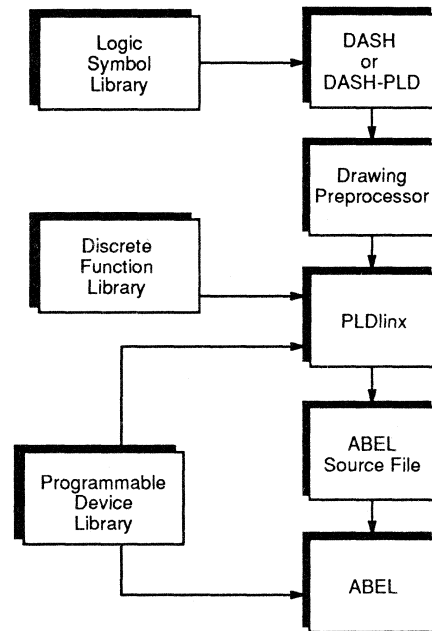 Logic
Symbol
Library
DASH
or
DASH-PLD
Drawing
Preprocessor
Discrete
Function
Library
PLDlinx
ABEL
Source File
Programmable
Device
Library
ABEL